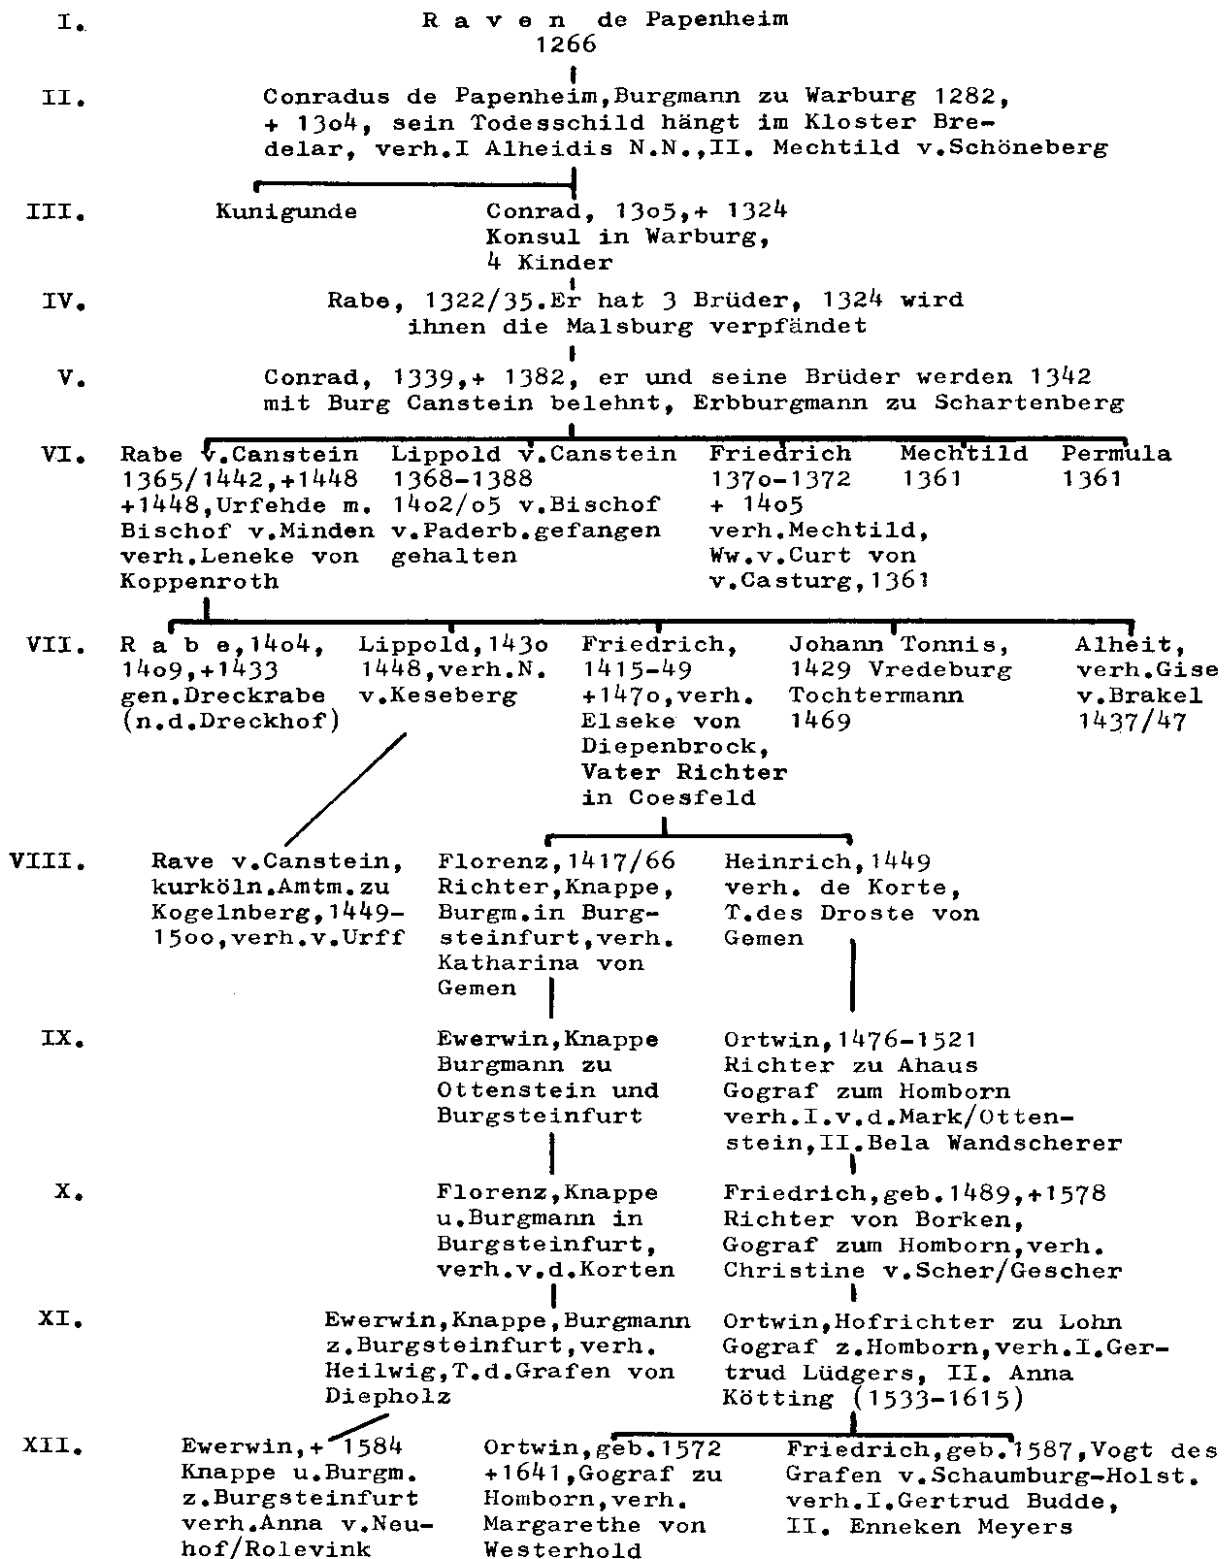 I. R a v e n de Papenheim
1266
II. Conradus de Papenheim,Burgmann zu Warburg 1282,
+ 13o4, sein Todesschild hängt im Kloster Bre-
delar, verh.I Alheidis N.N.,II. Mechtild v.Schöneberg
III. Kunigunde
Conrad, 13o5,+ 1324
Konsul in Warburg,
4 Kinder
IV. Rabe, 1322/35.Er hat 3 Brüder, 1324 wird
ihnen die Malsburg verpfändet
V. Conrad, 1339,+ 1382, er und seine Brüder werden 1342
mit Burg Canstein belehnt, Erbburgmann zu Schartenberg
VI. Rabe v.Canstein
1365/1442,+1448
+1448,Urfehde m.
Bischof v.Minden
verh.Leneke von
Koppenroth
Lippold v.Canstein
1368-1388
14o2/o5 v.Bischof
v.Paderb.gefangen
gehalten
Friedrich
137o-1372
+ 14o5
verh.Mechtild,
Ww.v.Curt von
v.Casturg,1361
Mechtild
1361
Permula
1361
VII. R a b e,14o4,
14o9,+1433
gen.Dreckrabe
(n.d.Dreckhof)
Lippold,143o
1448,verh.N.
v.Keseberg
Friedrich,
1415-49
+147o,verh.
Elseke von
Diepenbrock,
Vater Richter
in Coesfeld
Johann Tonnis,
1429 Vredeburg
Tochtermann
1469
Alheit,
verh.Gise
v.Brakel
1437/47
VIII. Rave v.Canstein,
kurköln.Amtm.zu
Kogelnberg,1449-
15oo,verh.v.Urff
Florenz,1417/66
Richter,Knappe,
Burgm.in Burg-
steinfurt,verh.
Katharina von
Gemen
Heinrich,1449
verh. de Korte,
T.des Droste von
Gemen
IX. Ewerwin,Knappe
Burgmann zu
Ottenstein und
Burgsteinfurt
Ortwin,1476-1521
Richter zu Ahaus
Gograf zum Homborn
verh.I.v.d.Mark/Otten-
stein,II.Bela Wandscherer
X. Florenz,Knappe
u.Burgmann in
Burgsteinfurt,
verh.v.d.Korten
Friedrich,geb.1489,+1578
Richter von Borken,
Gograf zum Homborn,verh.
Christine v.Scher/Gescher
XI. Ewerwin,Knappe,Burgmann
z.Burgsteinfurt,verh.
Heilwig,T.d.Grafen von
Diepholz
Ortwin,Hofrichter zu Lohn
Gograf z.Homborn,verh.I.Ger-
trud Lüdgers, II. Anna
Kötting (1533-1615)
XII. Ewerwin,+ 1584
Knappe u.Burgm.
z.Burgsteinfurt
verh.Anna v.Neu-
hof/Rolevink
Ortwin,geb.1572
+1641,Gograf zu
Homborn,verh.
Margarethe von
Westerhold
Friedrich,geb.1587,Vogt des
Grafen v.Schaumburg-Holst.
verh.I.Gertrud Budde,
II. Enneken Meyers